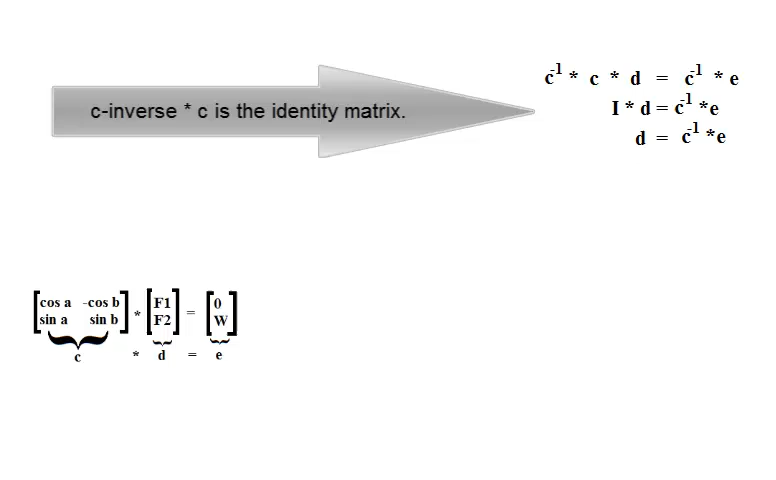 c-inverse * c is the identity matrix.
c⁻¹ * c * d = c⁻¹ * e
I * d = c⁻¹ *e
d = c⁻¹ *e
[cos a -cos b] [F1] [0]
[sin a sin b] * [F2] = [W]
c * d = e